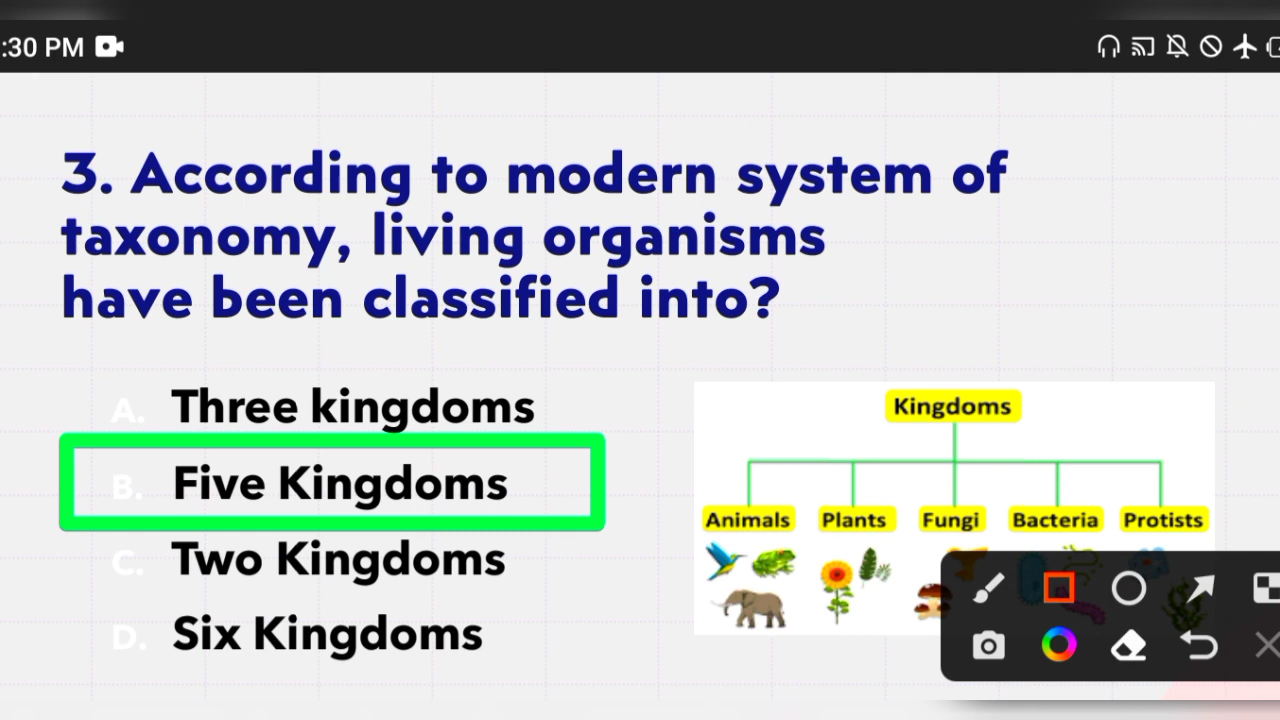 :30 PM
3. According to modern system of
taxonomy, living organisms
have been classified into?
A. Three kingdoms
B. Five Kingdoms
C. Two Kingdoms
D. Six Kingdoms
Kingdoms
Animals Plants Fungi Bacteria Protists